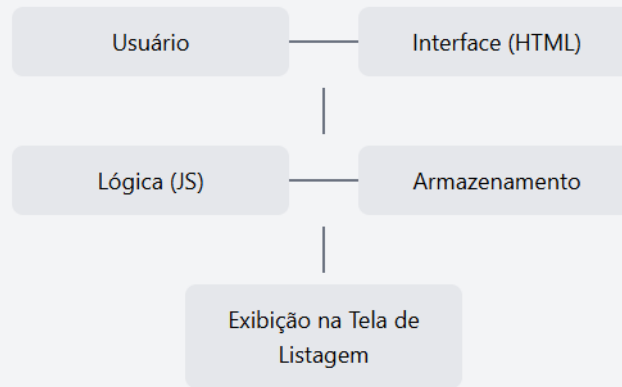 Usuário
Interface (HTML)
Lógica (JS)
Armazenamento
Exibição na Tela de
Listagem